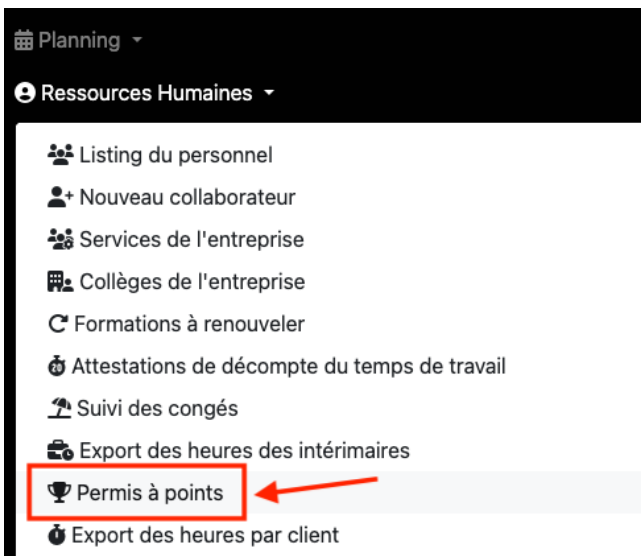 Planning
Ressources Humaines
Listing du personnel
Nouveau collaborateur
Services de l'entreprise
Collèges de l'entreprise
Formations à renouveler
Attestations de décompte du temps de travail
Suivi des congés
Export des heures des intérimaires
Permis à points
Export des heures par client